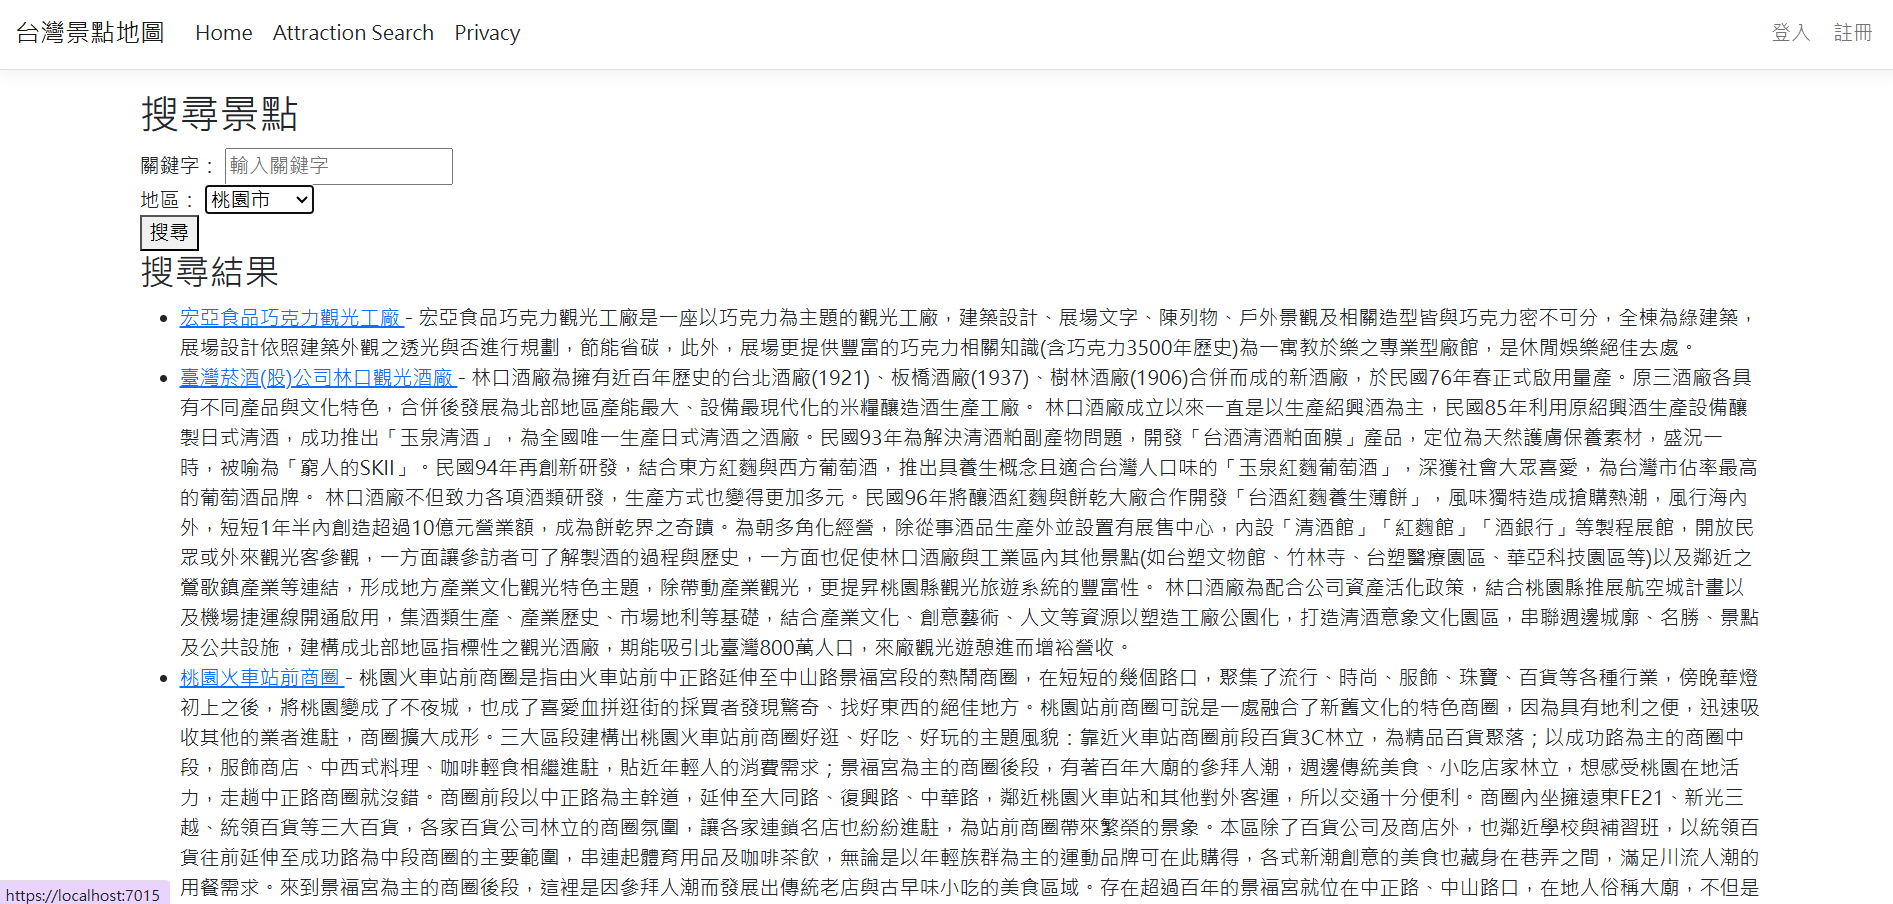 台灣景點地圖 Home Attraction Search Privacy 登入 註冊
搜尋景點
關鍵字： 輸入關鍵字
地區： 桃園市
搜尋
搜尋結果
宏亞食品巧克力觀光工廠 - 宏亞食品巧克力觀光工廠是一座以巧克力為主題的觀光工廠，建築設計、展場文字、陳列物、戶外景觀及相關造型皆與巧克力密不可分，全棟為綠建築，
展場設計依照建築外觀之透光與否進行規劃，節能省碳，此外，展場更提供豐富的巧克力相關知識(含巧克力3500年歷史)為一寓教於樂之專業型廠館，是休閒娛樂絕佳去處。
臺灣菸酒(股)公司林口觀光酒廠 - 林口酒廠為擁有近百年歷史的台北酒廠(1921)、板橋酒廠(1937)、樹林酒廠(1906)合併而成的新酒廠，於民國76年春正式啟用量產。原三酒廠各具
有不同產品與文化特色，合併後發展為北部地區產能最大、設備最現代化的米糧釀造酒生產工廠。 林口酒廠成立以來一直是以生產紹興酒為主，民國85年利用原紹興酒生產設備釀
製日式清酒，成功推出「玉泉清酒」，為全國唯一生產日式清酒之酒廠。民國93年為解決清酒粕副產物問題，開發「台酒清酒粕面膜」產品，定位為天然護膚保養素材，盛況一
時，被喻為「窮人的SKII」。民國94年再創新研發，結合東方紅麴與西方葡萄酒，推出具養生概念且適合台灣人口味的「玉泉紅麴葡萄酒」，深獲社會大眾喜愛，為台灣市佔率最高
的葡萄酒品牌。 林口酒廠不但致力各項酒類研發，生產方式也變得更加多元。民國96年將釀酒紅麴與餅乾大廠合作開發「台酒紅麴養生薄餅」，風味獨特造成搶購熱潮，風行海內
外，短短1年半內創造超過10億元營業額，成為餅乾界之奇蹟。為朝多角化經營，除從事酒品生產外並設置有展售中心，內設「清酒館」「紅麴館」「酒銀行」等製程展館，開放民
眾或外來觀光客參觀，一方面讓參訪者可了解製酒的過程與歷史，一方面也促使林口酒廠與工業區內其他景點(如台塑文物館、竹林寺、台塑醫療園區、華亞科技園區等)以及鄰近之
鶯歌鎮產業等連結，形成地方產業文化觀光特色主題，除帶動產業觀光，更提昇桃園縣觀光旅遊系統的豐富性。 林口酒廠為配合公司資產活化政策，結合桃園縣推展航空城計畫以
及機場捷運線開通啟用，集酒類生產、產業歷史、市場地利等基礎，結合產業文化、創意藝術、人文等資源以塑造工廠公園化，打造清酒意象文化園區，串聯週邊城廓、名勝、景點
及公共設施，建構成北部地區指標性之觀光酒廠，期能吸引北臺灣800萬人口，來廠觀光遊憩進而增裕營收。
桃園火車站前商圈 - 桃園火車站前商圈是指由火車站前中正路延伸至中山路景福宮段的熱鬧商圈，在短短的幾個路口，聚集了流行、時尚、服飾、珠寶、百貨等各種行業，傍晚華燈
初上之後，將桃園變成了不夜城，也成了喜愛血拼逛街的採買者發現驚奇、找好東西的絕佳地方。桃園站前商圈可說是一處融合了新舊文化的特色商圈，因為具有地利之便，迅速吸
收其他的業者進駐，商圈擴大成形。三大區段建構出桃園火車站前商圈好逛、好吃、好玩的主題風貌：靠近火車站商圈前段百貨3C林立，為精品百貨聚落；以成功路為主的商圈中
段，服飾商店、中西式料理、咖啡輕食相繼進駐，貼近年輕人的消費需求；景福宮為主的商圈後段，有著百年大廟的參拜人潮，週邊傳統美食、小吃店家林立，想感受桃園在地活
力，走趟中正路商圈就沒錯。商圈前段以中正路為主幹道，延伸至大同路、復興路、中華路，鄰近桃園火車站和其他對外客運，所以交通十分便利。商圈內坐擁遠東FE21、新光三
越、統領百貨等三大百貨，各家百貨公司林立的商圈氛圍，讓各家連鎖名店也紛紛進駐，為站前商圈帶來繁榮的景象。本區除了百貨公司及商店外，也鄰近學校與補習班，以統領百
貨往前延伸至成功路為中段商圈的主要範圍，串連起體育用品及咖啡茶飲，無論是以年輕族群為主的運動品牌可在此購得，各式新潮創意的美食也藏身在巷弄之間，滿足川流人潮的
用餐需求。來到景福宮為主的商圈後段，這裡是因參拜人潮而發展出傳統老店與古早味小吃的美食區域。存在超過百年的景福宮就位在中正路、中山路口，在地人俗稱大廟，不但是
https://localhost:7015